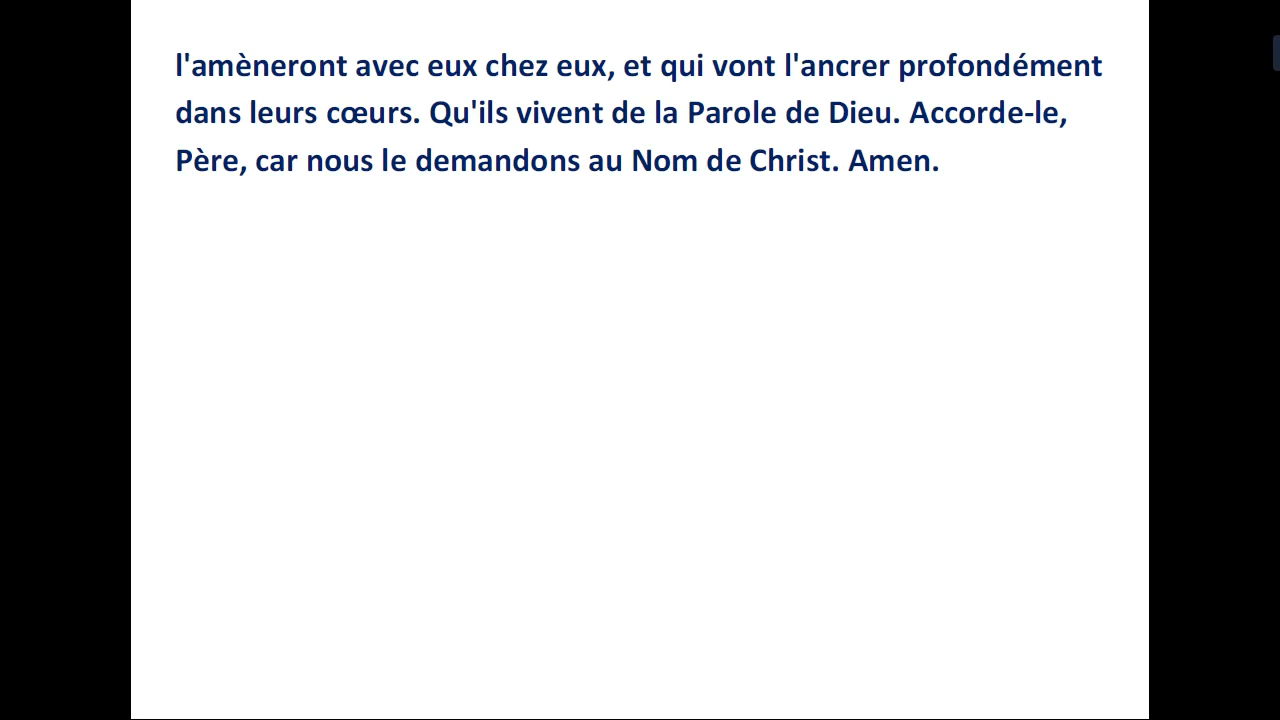 l'amèneront avec eux chez eux, et qui vont l'ancrer profondément
dans leurs cœurs. Qu'ils vivent de la Parole de Dieu. Accorde-le,
Père, car nous le demandons au Nom de Christ. Amen.